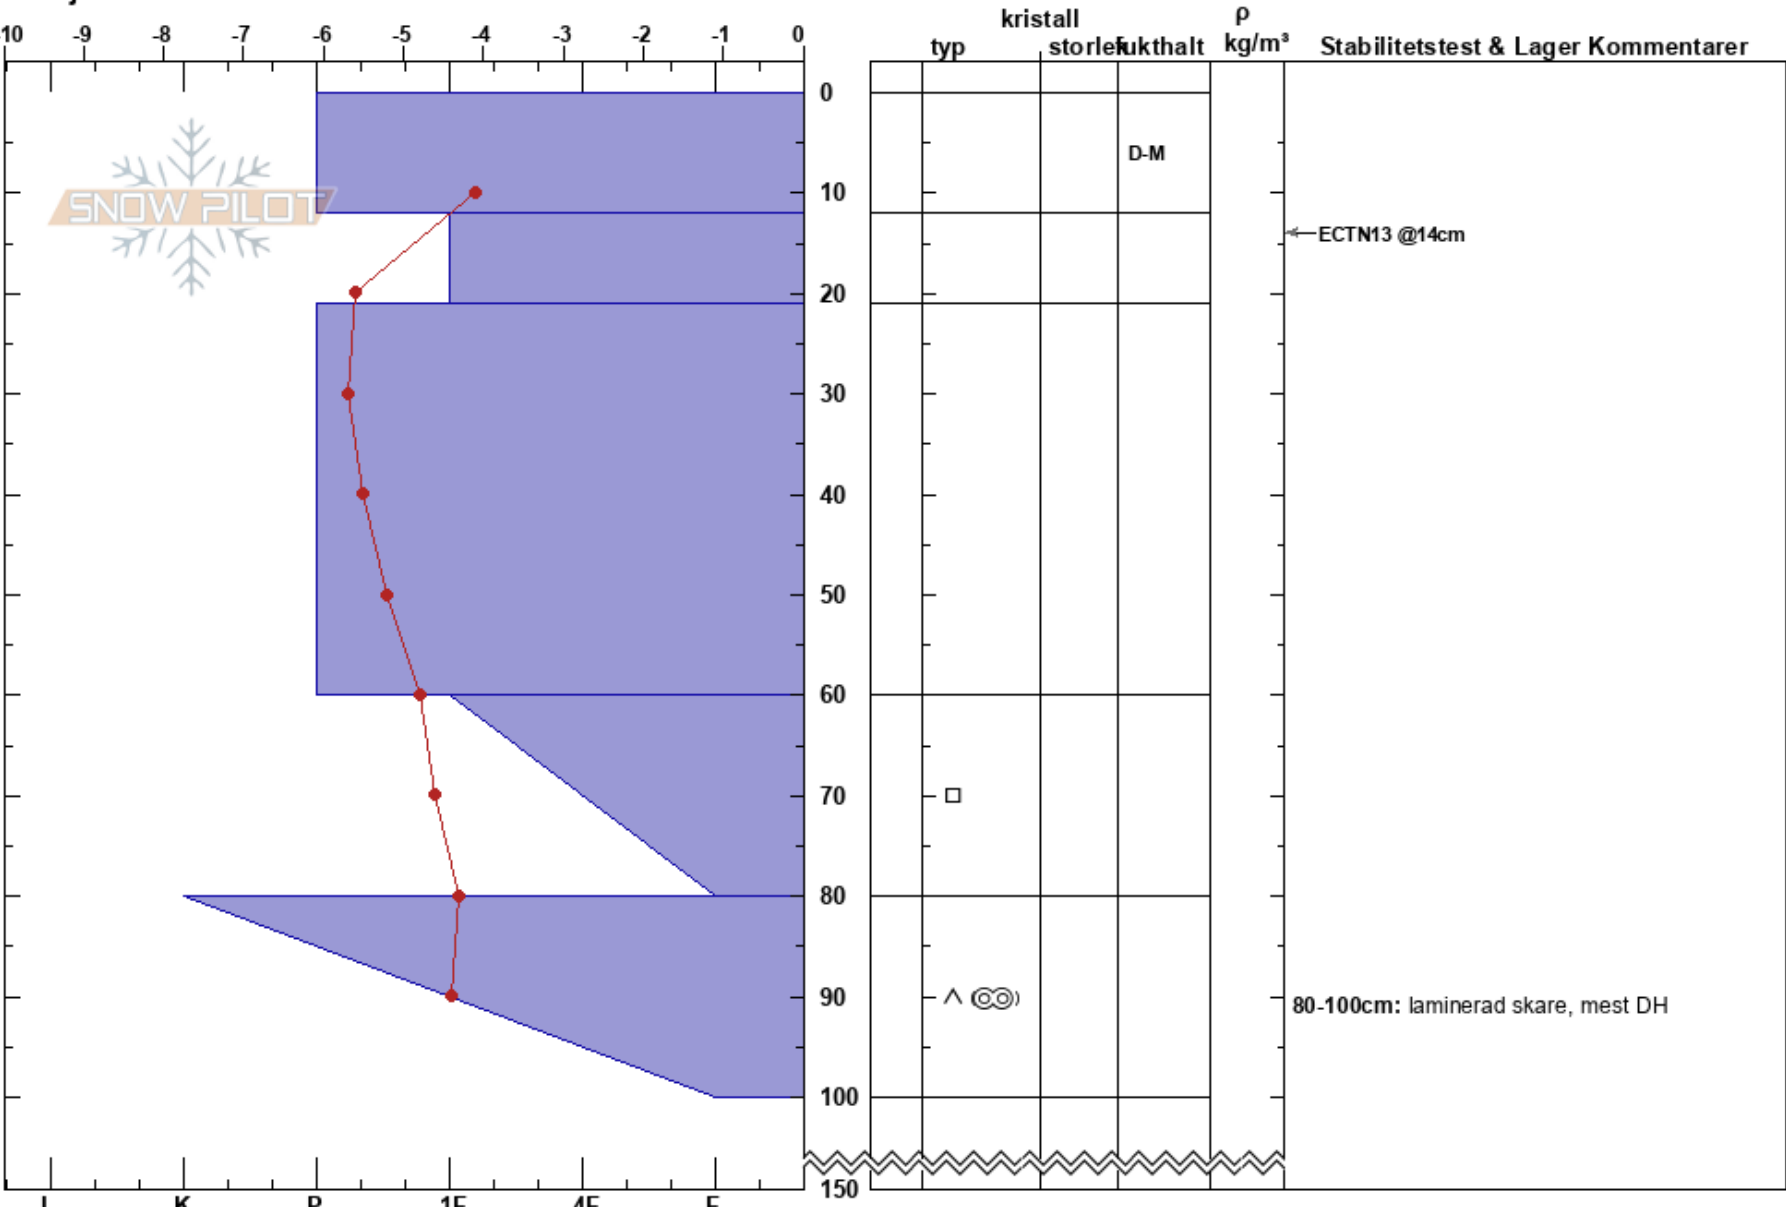 kristall ρ
-10 -9 -8 -7 -6 -5 -4 -3 -2 -1 0 typ kg/m³ Stabilitetstest & Lager Kommentarer
0
D-M
SNOW PILOT
10
ECTN13 @14cm
20
30
40
50
60
70
80
90
80-100cm: laminerad skare, mest DH
100
150
K P 1F 4F F